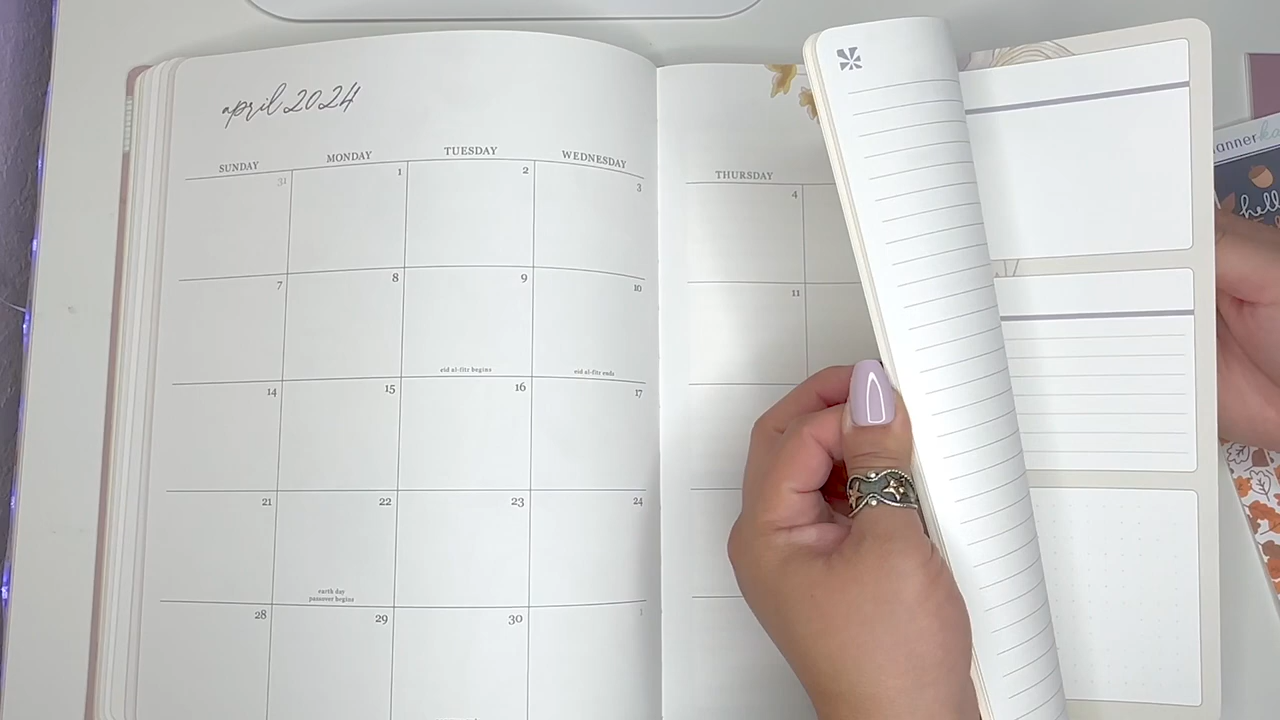 april 2024
SUNDAY MONDAY TUESDAY WEDNESDAY THURSDAY
31 1 2 3 4
7 8 9 10 11
eid al-fitr begins eid al-fitr ends
14 15 16 17
21 22 23 24
earth day
passover begins
28 29 30 1
anner
hell